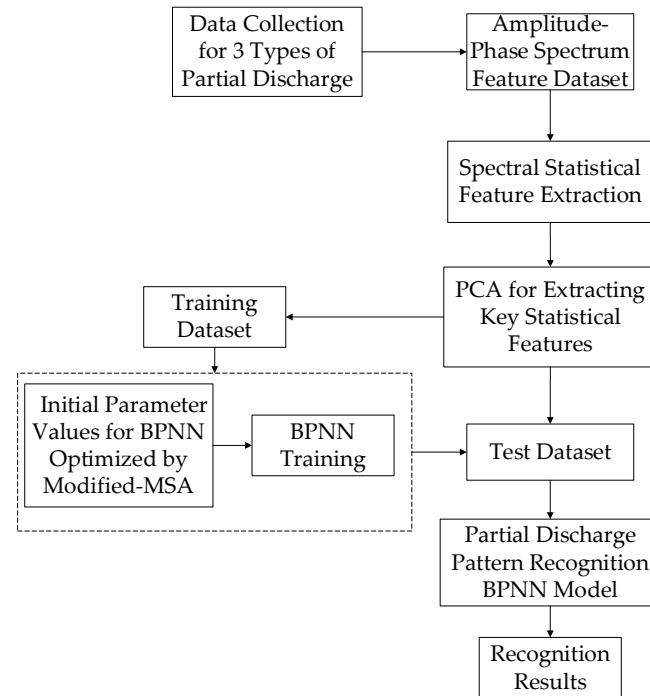 Data Collection
for 3 Types of
Partial Discharge
Amplitude-
Phase Spectrum
Feature Dataset
Spectral Statistical
Feature Extraction
PCA for Extracting
Key Statistical
Features
Training
Dataset
Initial Parameter
Values for BPNN
Optimized by
Modified-MSA
BPNN
Training
Test Dataset
Partial Discharge
Pattern Recognition
BPNN Model
Recognition
Results